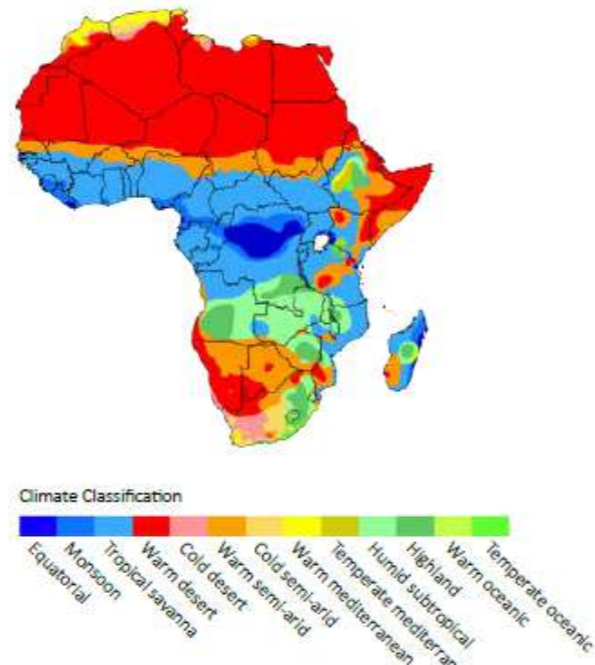 Climate Classification
Equatorial
Monsoon
Tropical savanna
Warm desert
Cold desert
Warm semi-arid
Cold semi-arid
Warm mediterranean
Temperate mediterran
Humid subtropical
Highland
Warm oceanic
Temperate oceanic